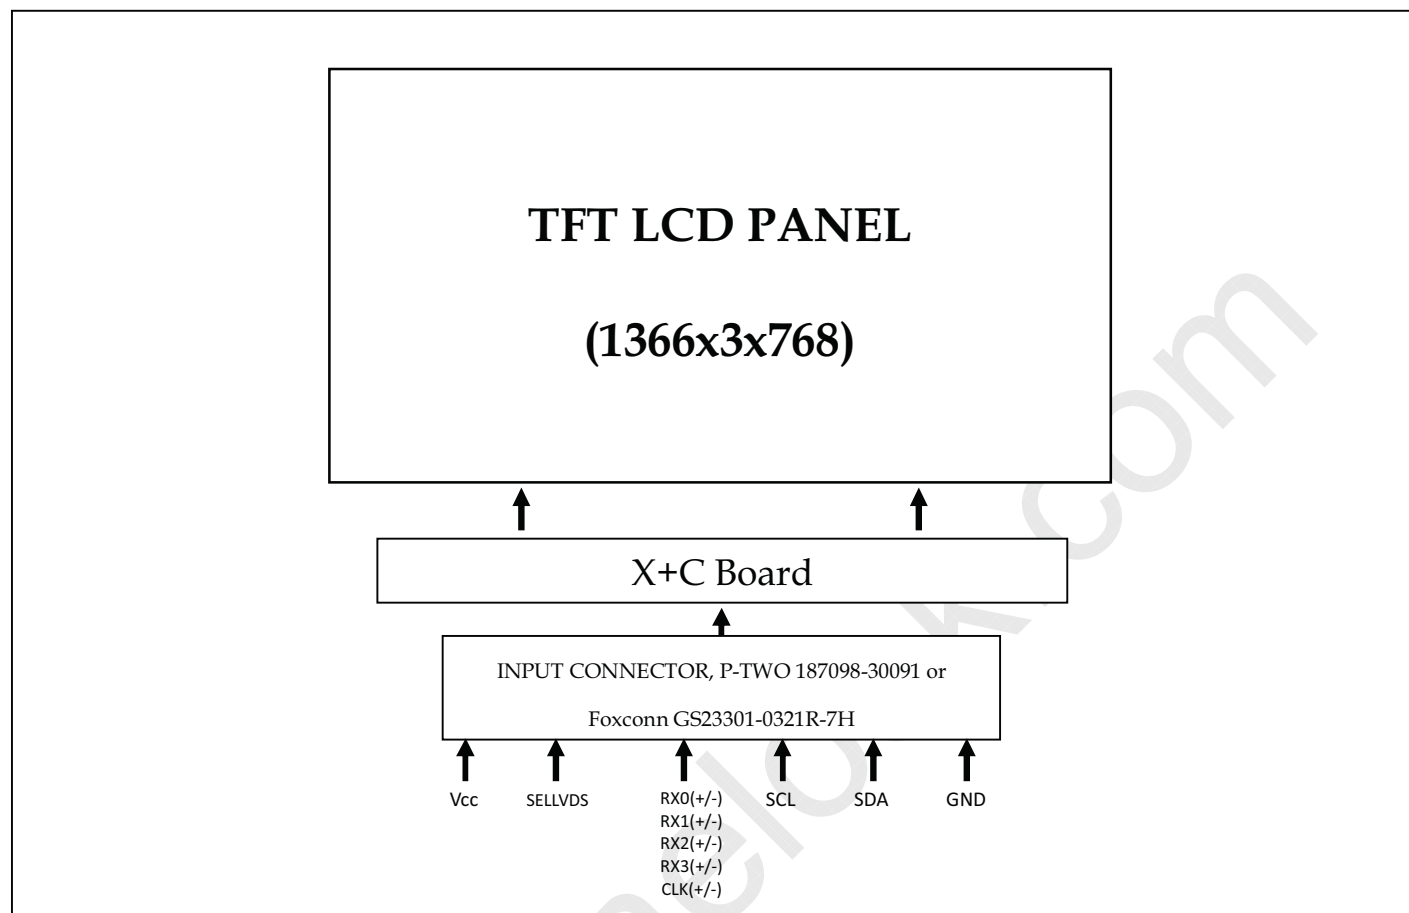 TFT LCD PANEL
(1366x3x768)
X+C Board
INPUT CONNECTOR, P-TWO 187098-30091 or
Foxconn GS23301-0321R-7H
Vcc SELLVDS RX0(+/-) SCL SDA GND
RX1(+/-)
RX2(+/-)
RX3(+/-)
CLK(+/-)